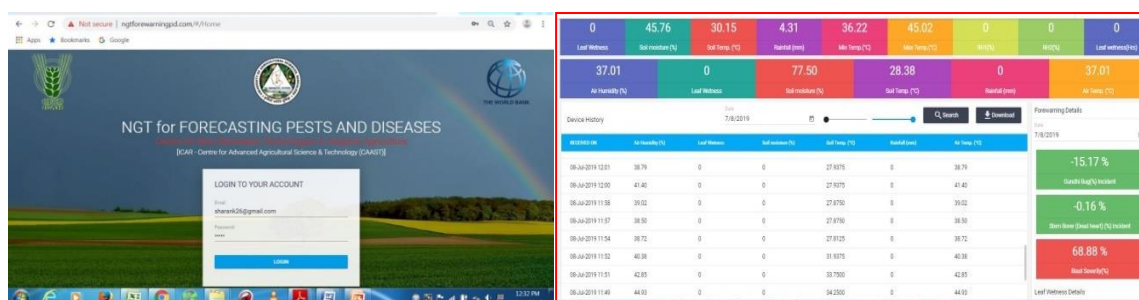 Not secure | ngtforewarningpd.com/#/Home
Apps Bookmarks G Google
THE WORLD BANK
NGT for FORECASTING PESTS AND DISEASES
[ICAR - Centre for Advanced Agricultural Science & Technology (CAAST)]
LOGIN TO YOUR ACCOUNT
Email
sharank26@gmail.com
Password
LOGIN
12:32 PM
0 45.76 30.15 4.31 36.22 45.02 0 0 0
Leaf Wetness Soil moisture (%) Soil Temp. (°C) Rainfall (mm) Min Temp.(°C) Max Temp.(°C) Leaf wetness(Hrs)
37.01 0 77.50 28.38 0 37.01
Air Humidity (%) Leaf Wetness Soil moisture (%) Soil Temp. (°C) Rainfall (mm) Air Temp. (°C)
Device History
Date
7/8/2019
Search Download
RECEIVED ON Air Humidity (%) Leaf Wetness Soil moisture (%) Soil Temp. (°C) Rainfall (mm) Air Temp. (°C)
08-Jul-2019 12:01 38.79 0 0 27.9375 0 38.79
08-Jul-2019 12:00 41.40 0 0 27.9375 0 41.40
08-Jul-2019 11:58 39.02 0 0 27.8750 0 39.02
08-Jul-2019 11:57 38.50 0 0 27.8750 0 38.50
08-Jul-2019 11:54 38.72 0 0 27.8125 0 38.72
08-Jul-2019 11:52 40.38 0 0 31.9375 0 40.38
08-Jul-2019 11:51 42.85 0 0 33.7500 0 42.85
08-Jul-2019 11:49 44.93 0 0 34.2500 0 44.93
Forewarning Details
Date
7/8/2019
-15.17 %
Gundhi Bug(%) Incident
-0.16 %
Stem Borer (Dead heart) (%) Incident
68.88 %
Blast Severity(%)
Leaf Wetness Details